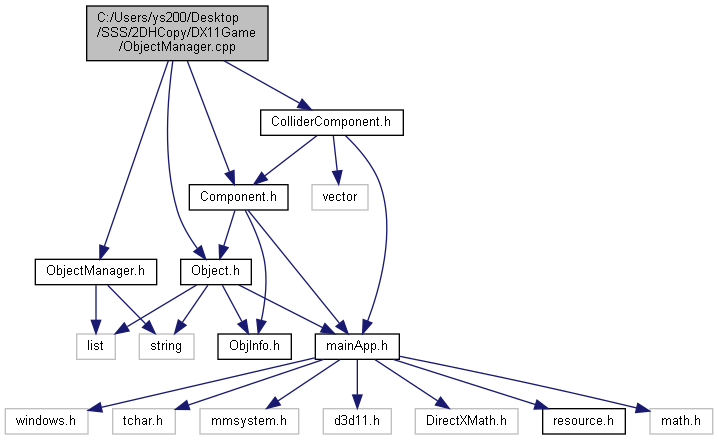 C:/Users/ys200/Desktop
/SSS/2DHCopy/DX11Game
/ObjectManager.cpp
ColliderComponent.h
Component.h
vector
ObjectManager.h
Object.h
list
string
ObjInfo.h
mainApp.h
windows.h
tchar.h
mmsystem.h
d3d11.h
DirectXMath.h
resource.h
math.h